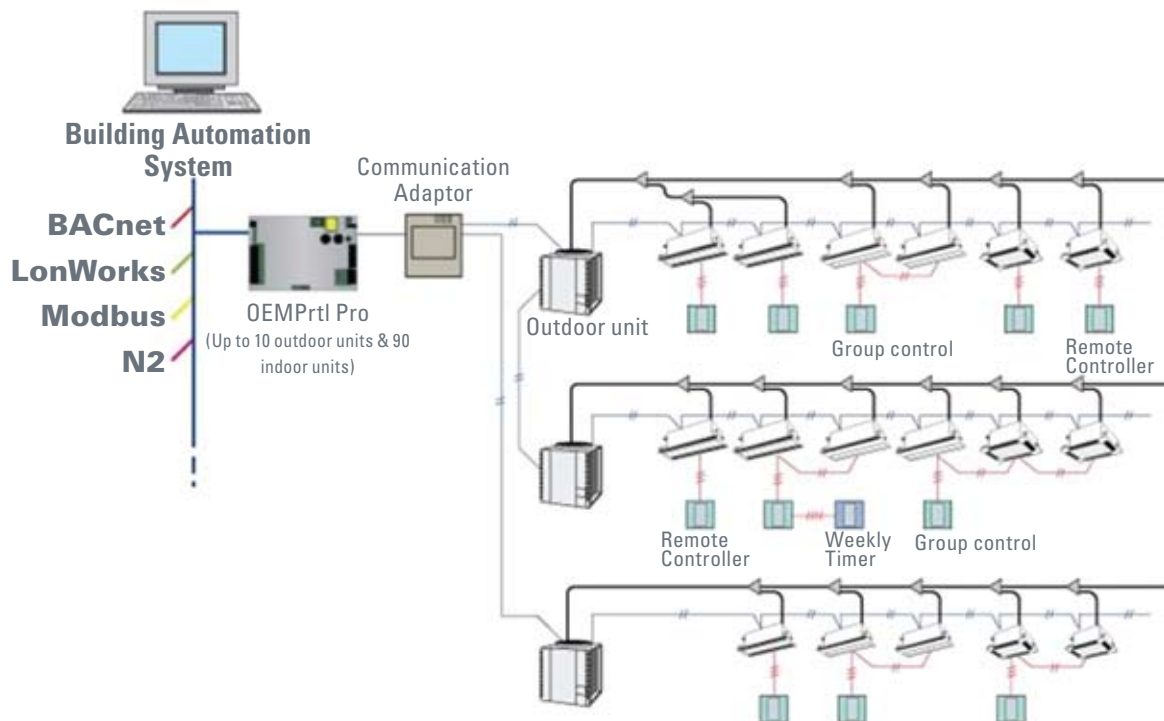 Building Automation
System
BACnet
LonWorks
Modbus
N2
OEMPrtl Pro
(Up to 10 outdoor units & 90
indoor units)
Communication
Adaptor
Outdoor unit
Group control
Remote
Controller
Remote
Controller
Weekly
Timer
Group control